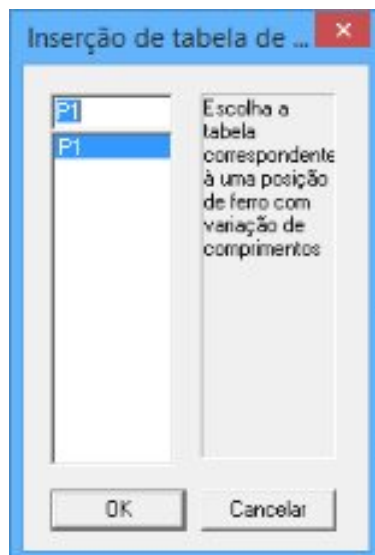 Inserção de tabela de ...
P1
P1
Escolha a
tabela
correspondente
à uma posição
de ferro com
variação de
comprimentos
OK
Cancelar